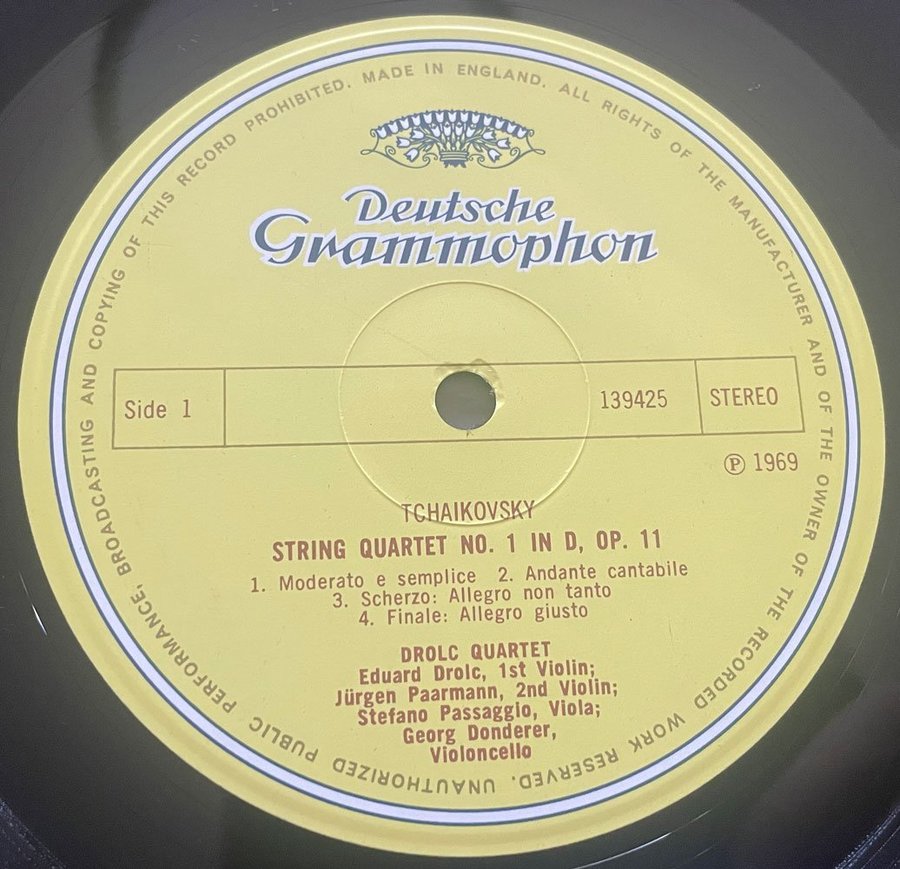 UNAUTHORIZED PUBLIC PERFORMANCE, BROADCASTING AND COPYING OF THIS RECORD PROHIBITED. MADE IN ENGLAND. ALL RIGHTS OF THE MANUFACTURER AND OF THE OWNER OF THE RECORDED WORK RESERVED.
Deutsche
Grammophon
Side 1 139425 STEREO
℗ 1969
TCHAIKOVSKY
STRING QUARTET NO. 1 IN D, OP. 11
1. Moderato e semplice 2. Andante cantabile
3. Scherzo: Allegro non tanto
4. Finale: Allegro giusto
DROLC QUARTET
Eduard Drolc, 1st Violin;
Jürgen Paarmann, 2nd Violin;
Stefano Passaggio, Viola;
Georg Donderer,
Violoncello